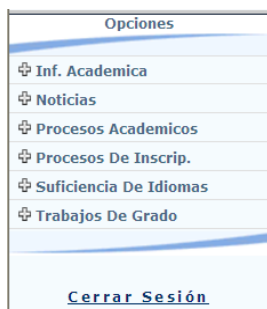 Opciones
Inf. Academica
Noticias
Procesos Academicos
Procesos De Inscrip.
Suficiencia De Idiomas
Trabajos De Grado
Cerrar Sesión